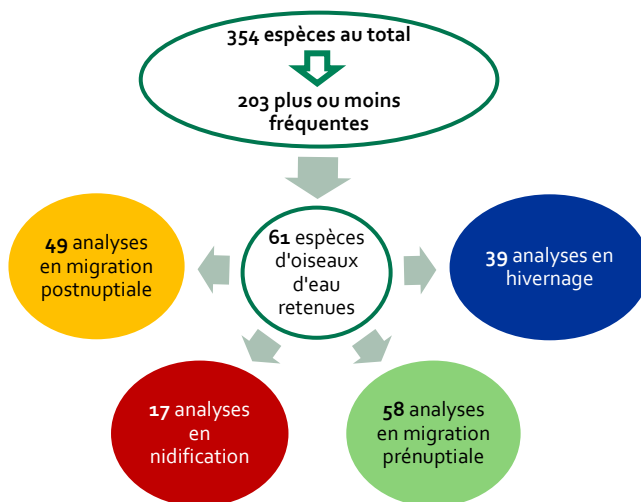 354 espèces au total
203 plus ou moins
fréquentes
49 analyses
en migration
postnuptiale
61 espèces
d'oiseaux
d'eau
retenues
39 analyses en
hivernage
17 analyses
en
nidification
58 analyses
en migration
prénuptiale